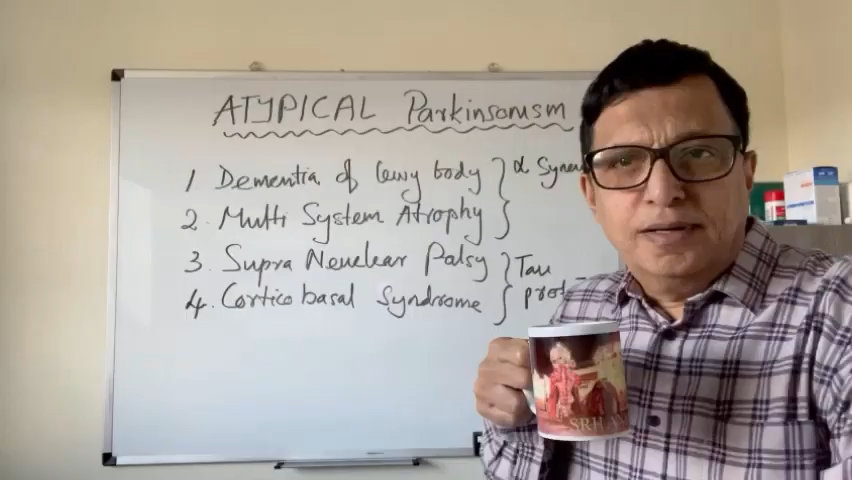 ATYPICAL Parkinsonism
1 Dementia of lewy body
2. Multi System Atrophy
α Synu
3. Supra Neuclear Palsy
4. Cortico basal Syndrome
Tau
prot